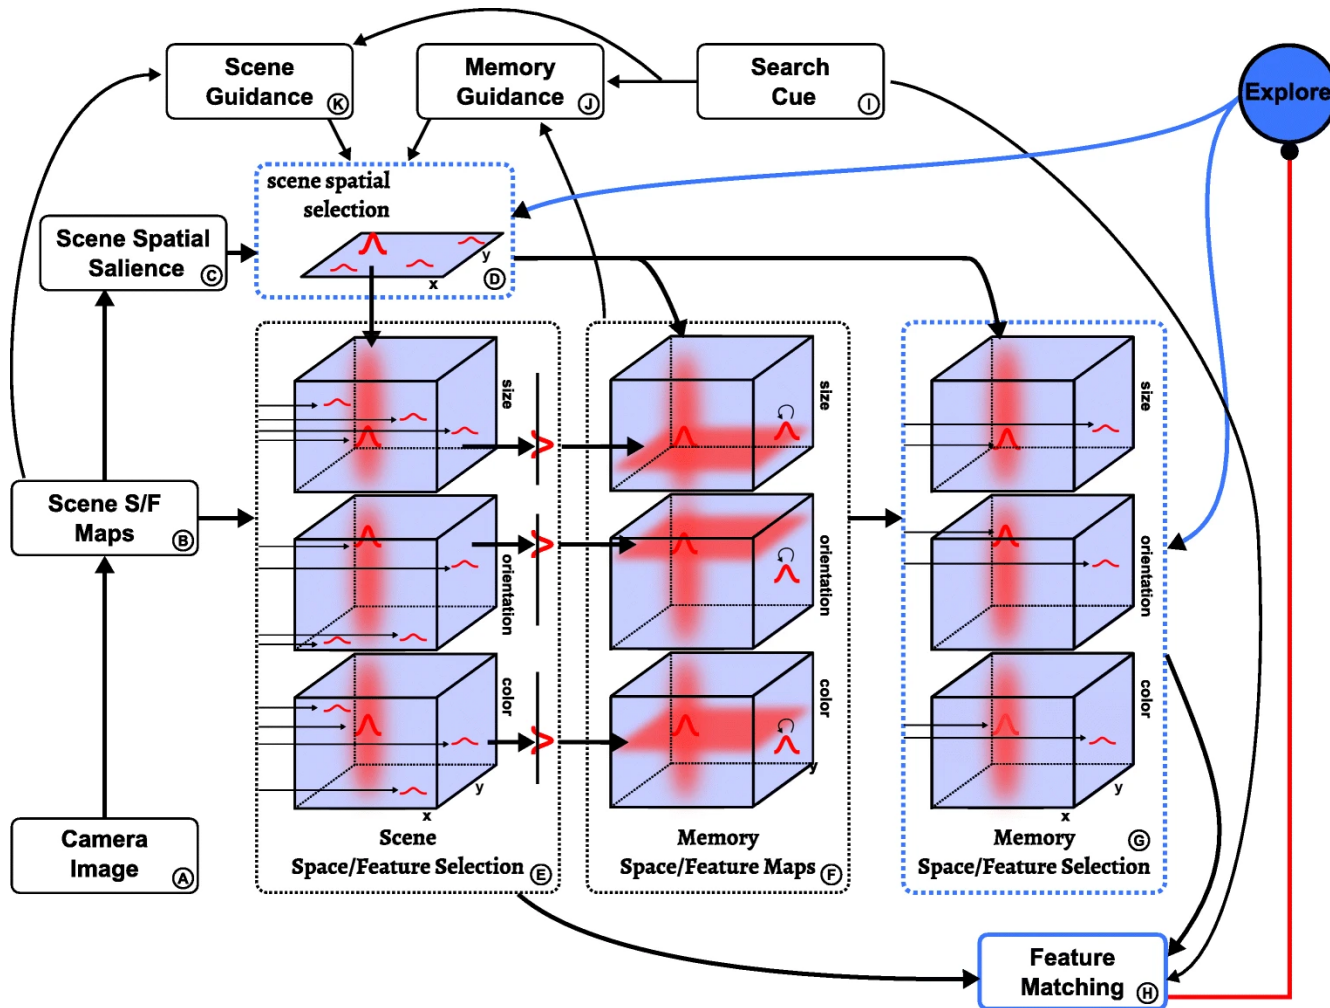 Scene
Guidance
K
Memory
Guidance
J
Search
Cue
I
Explore
scene spatial
selection
y
x
D
Scene Spatial
Salience
C
size
size
size
Scene S/F
Maps
B
orientation
orientation
orientation
color
color
color
y
x
y
y
x
Camera
Image
A
Scene
Space/Feature Selection
E
Memory
Space/Feature Maps
F
Memory
G
Space/Feature Selection
Feature
Matching
H